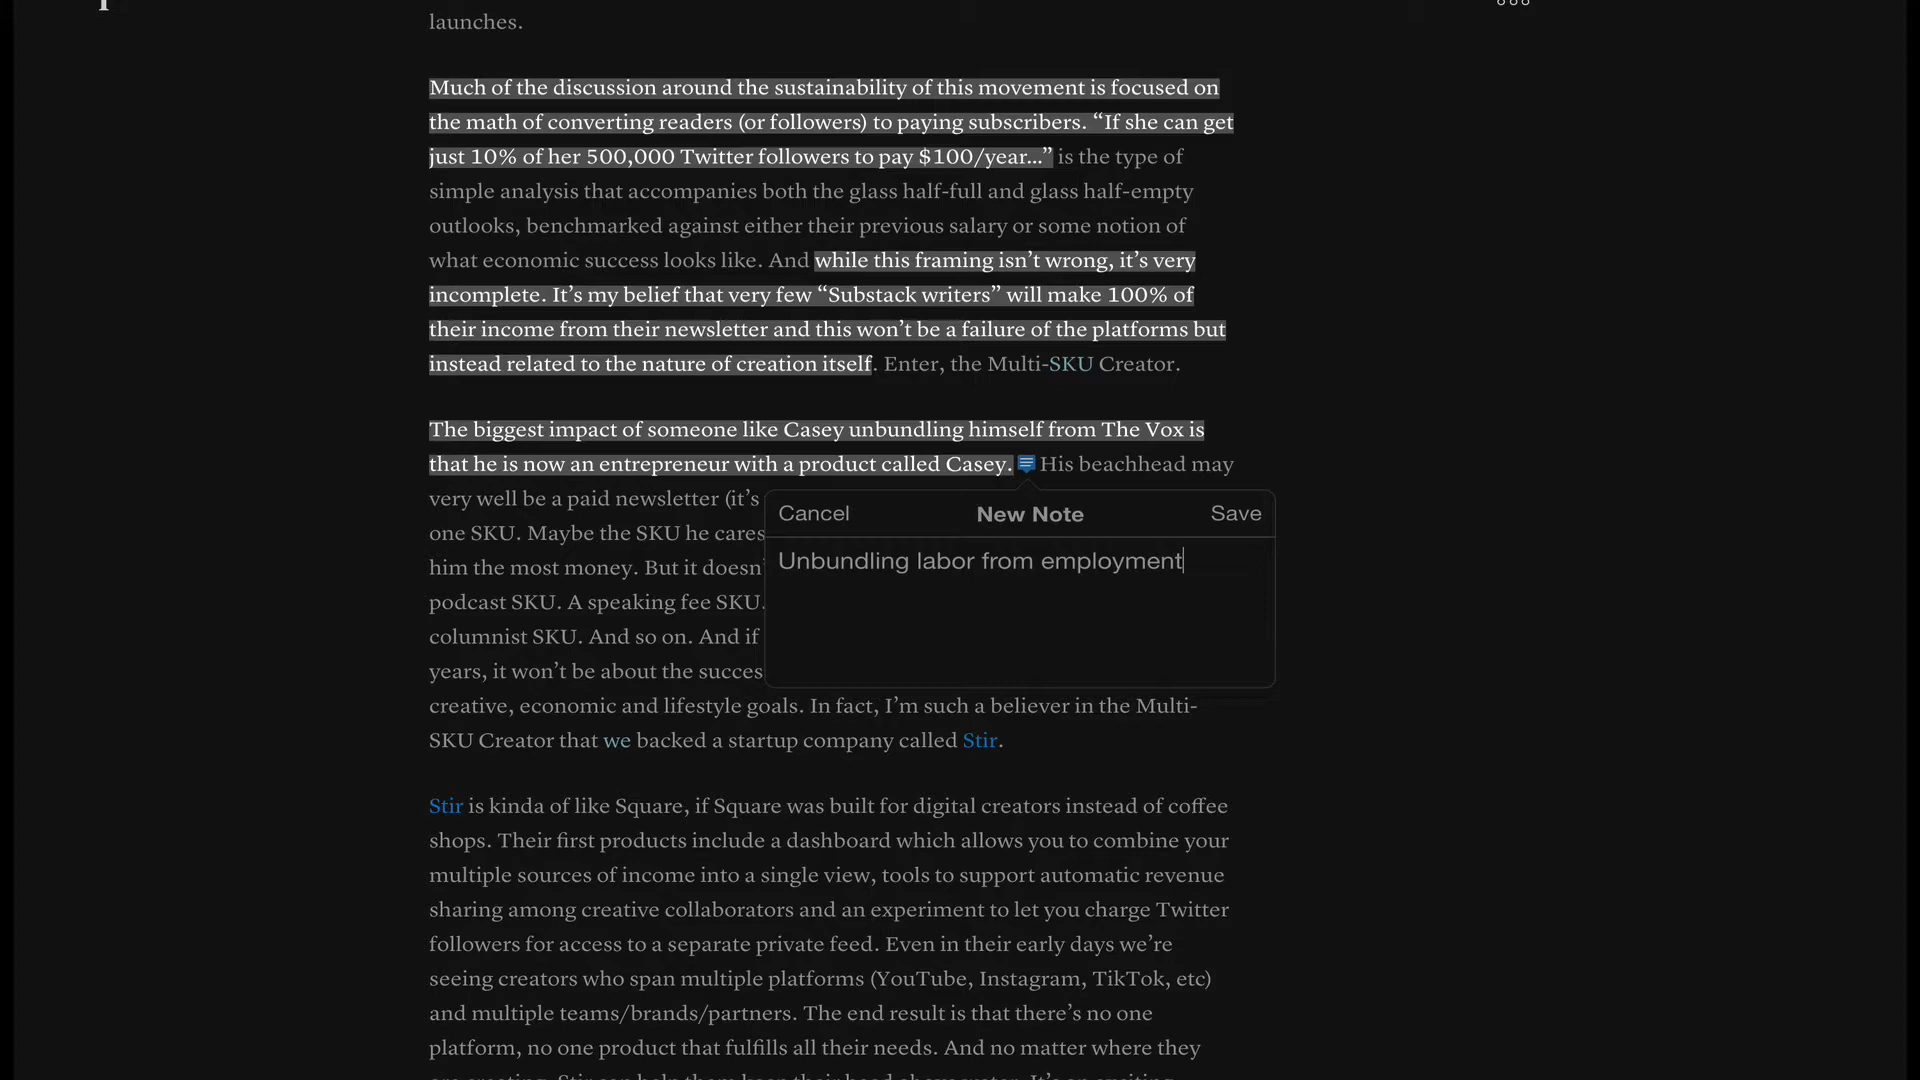 launches.
Much of the discussion around the sustainability of this movement is focused on
the math of converting readers (or followers) to paying subscribers. “If she can get
just 10% of her 500,000 Twitter followers to pay $100/year...” is the type of
simple analysis that accompanies both the glass half-full and glass half-empty
outlooks, benchmarked against either their previous salary or some notion of
what economic success looks like. And while this framing isn’t wrong, it’s very
incomplete. It’s my belief that very few “Substack writers” will make 100% of
their income from their newsletter and this won’t be a failure of the platforms but
instead related to the nature of creation itself. Enter, the Multi-SKU Creator.
The biggest impact of someone like Casey unbundling himself from The Vox is
that he is now an entrepreneur with a product called Casey. His beachhead may
very well be a paid newsletter (it’s
one SKU. Maybe the SKU he cares
him the most money. But it doesn’
podcast SKU. A speaking fee SKU.
columnist SKU. And so on. And if
years, it won’t be about the succes
creative, economic and lifestyle goals. In fact, I’m such a believer in the Multi-
SKU Creator that we backed a startup company called Stir.
Cancel New Note Save
Unbundling labor from employment
Stir is kinda of like Square, if Square was built for digital creators instead of coffee
shops. Their first products include a dashboard which allows you to combine your
multiple sources of income into a single view, tools to support automatic revenue
sharing among creative collaborators and an experiment to let you charge Twitter
followers for access to a separate private feed. Even in their early days we’re
seeing creators who span multiple platforms (YouTube, Instagram, TikTok, etc)
and multiple teams/brands/partners. The end result is that there’s no one
platform, no one product that fulfills all their needs. And no matter where they